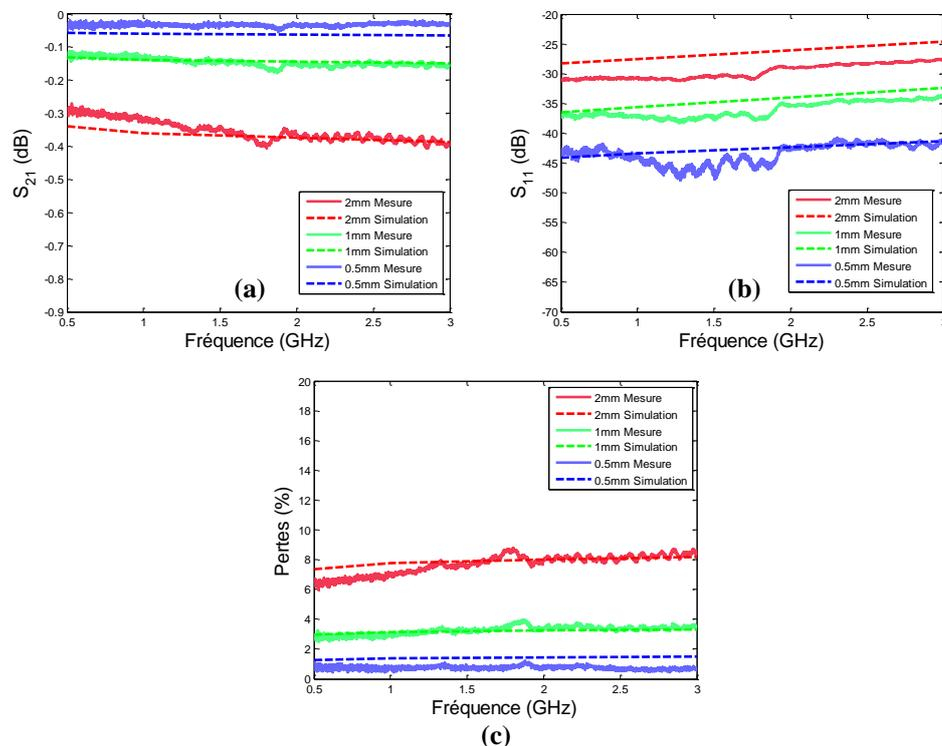 0
-0.1
-0.2
-0.3
-0.4
-0.5
-0.6
-0.7
-0.8
-0.9
S21 (dB)
0.5 1 1.5 2 2.5 3
Fréquence (GHz)
2mm Mesure
2mm Simulation
1mm Mesure
1mm Simulation
0.5mm Mesure
0.5mm Simulation
(a)
-20
-25
-30
-35
-40
-45
-50
-55
-60
-65
-70
S11 (dB)
0.5 1 1.5 2 2.5 3
Fréquence (GHz)
2mm Mesure
2mm Simulation
1mm Mesure
1mm Simulation
0.5mm Mesure
0.5mm Simulation
(b)
20
18
16
14
12
10
8
6
4
2
0
Pertes (%)
0.5 1 1.5 2 2.5 3
Fréquence (GHz)
2mm Mesure
2mm Simulation
1mm Mesure
1mm Simulation
0.5mm Mesure
0.5mm Simulation
(c)